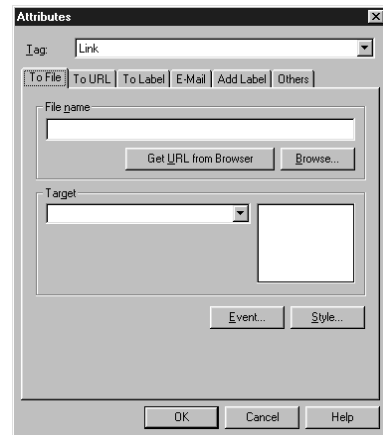 Attributes
Tag: Link
To File To URL To Label E-Mail Add Label Others
File name
Get URL from Browser Browse...
Target
Event... Style...
OK Cancel Help